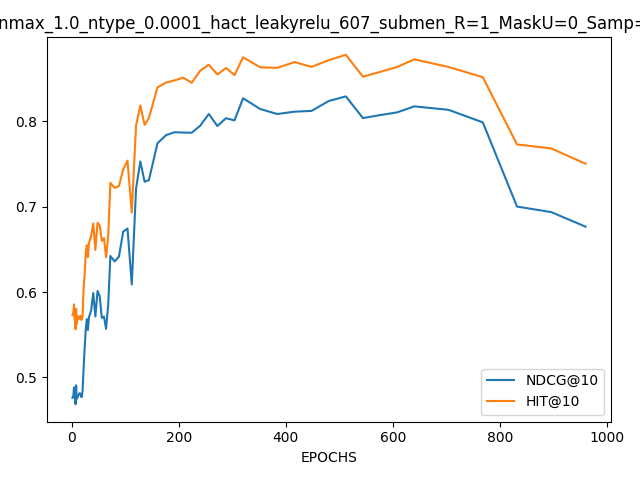 nmax_1.0_ntype_0.0001_hact_leakyrelu_607_submen_R=1_MaskU=0_Samp=
0.8
0.7
0.6
0.5
NDCG@10
HIT@10
0 200 400 600 800 1000
EPOCHS